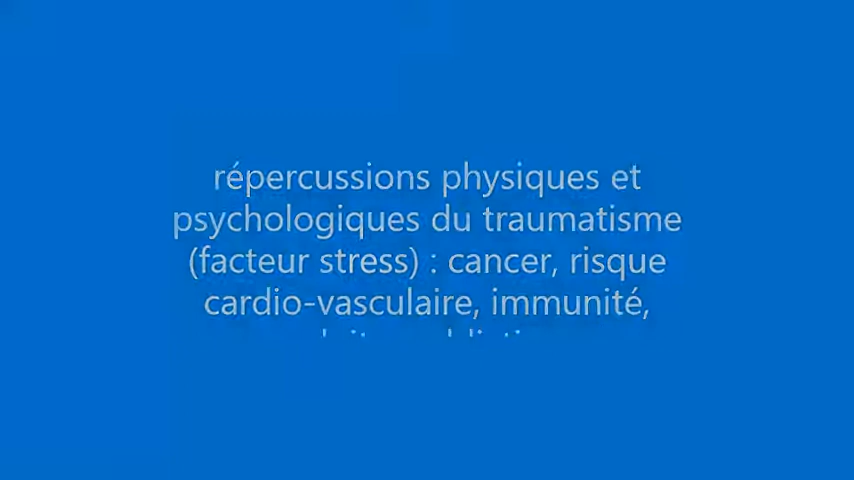 répercussions physiques et
psychologiques du traumatisme
(facteur stress) : cancer, risque
cardio-vasculaire, immunité,